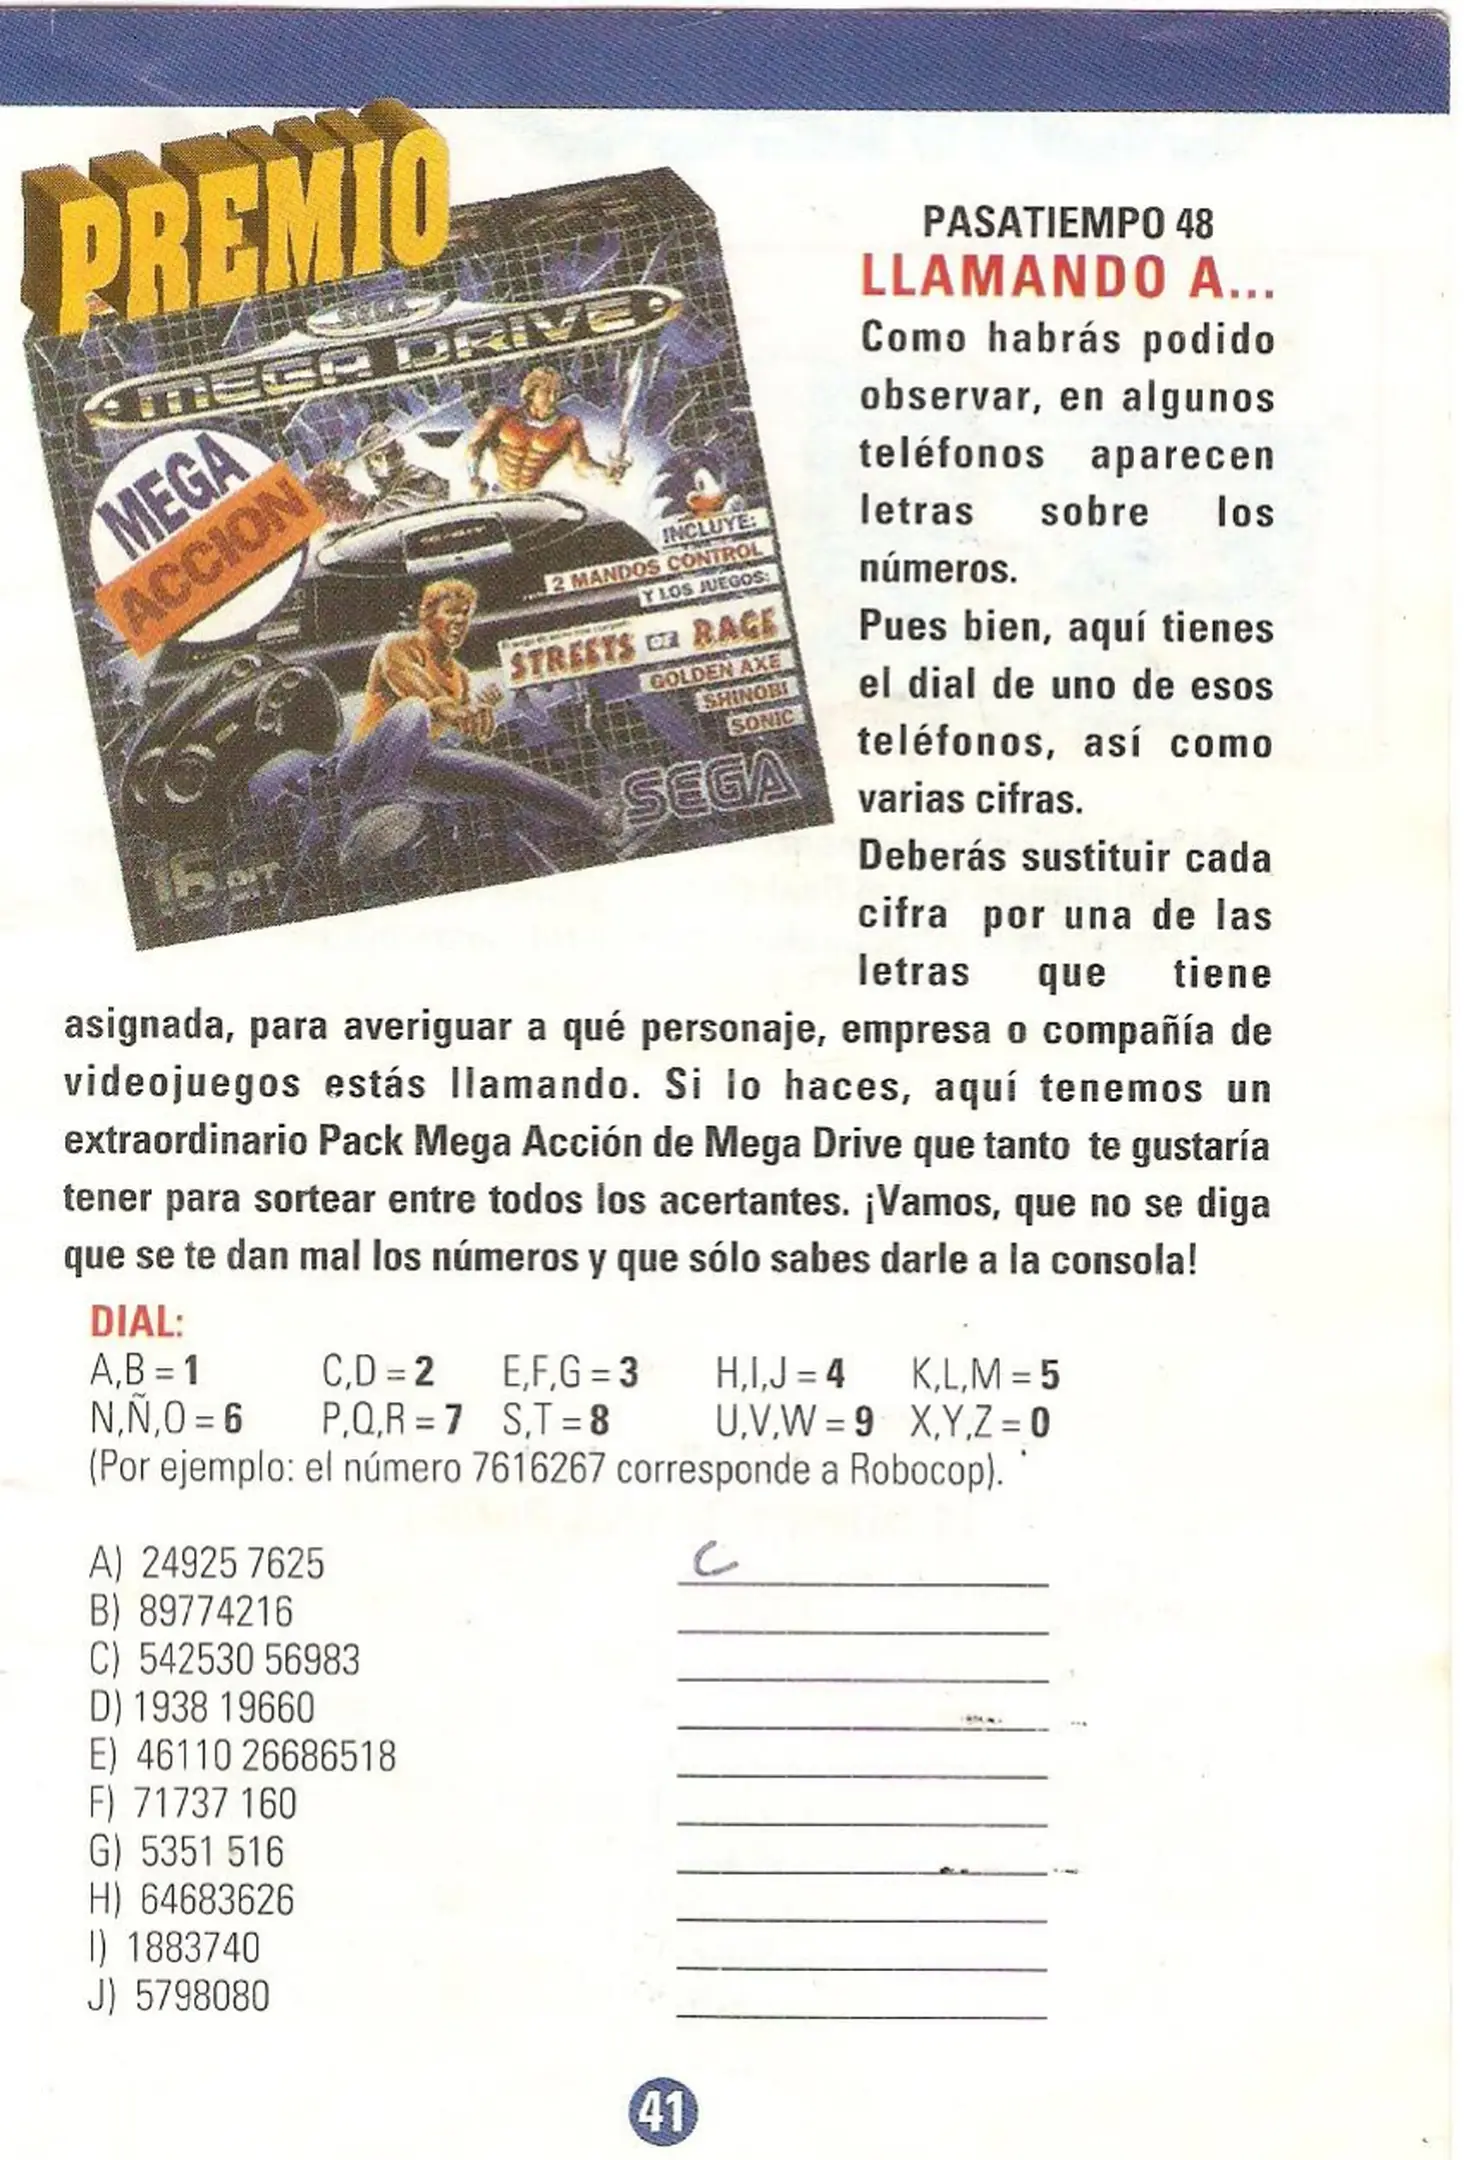 PREMIO
SEGA
MEGA DRIVE
MEGA
ACCION
INCLUYE:
2 MANDOS CONTROL
Y LOS JUEGOS:
STREETS OF RAGE
GOLDEN AXE
SHINOBI
SONIC
SEGA
16-BIT
PASATIEMPO 48
LLAMANDO A...
Como habrás podido
observar, en algunos
teléfonos aparecen
letras sobre los
números.
Pues bien, aquí tienes
el dial de uno de esos
teléfonos, así como
varias cifras.
Deberás sustituir cada
cifra por una de las
letras que tiene
asignada, para averiguar a qué personaje, empresa o compañía de
videojuegos estás llamando. Si lo haces, aquí tenemos un
extraordinario Pack Mega Acción de Mega Drive que tanto te gustaría
tener para sortear entre todos los acertantes. ¡Vamos, que no se diga
que se te dan mal los números y que sólo sabes darle a la consola!
DIAL:
A,B = 1 C,D = 2 E,F,G = 3 H,I,J = 4 K,L,M = 5
N,Ñ,O = 6 P,Q,R = 7 S,T = 8 U,V,W = 9 X,Y,Z = 0
(Por ejemplo: el número 7616267 corresponde a Robocop).
A) 24925 7625 C
B) 89774216
C) 542530 56983
D) 1938 19660
E) 46110 26686518
F) 71737 160
G) 5351 516
H) 64683626
I) 1883740
J) 5798080
41